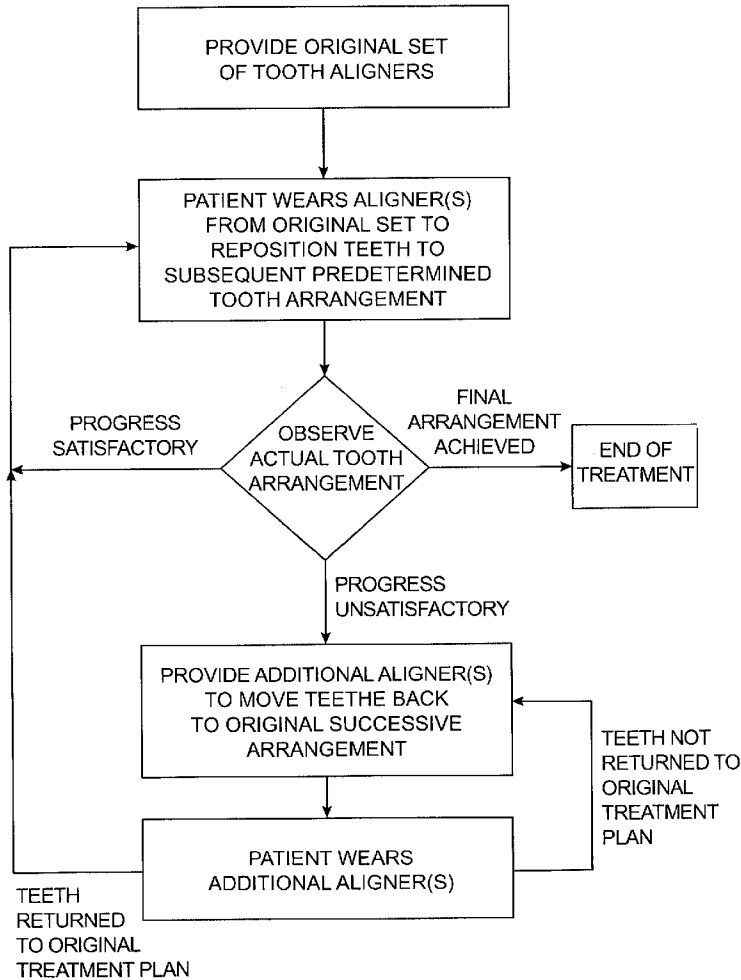 PROVIDE ORIGINAL SET
OF TOOTH ALIGNERS
PATIENT WEARS ALIGNER(S)
FROM ORIGINAL SET TO
REPOSITION TEETH TO
SUBSEQUENT PREDETERMINED
TOOTH ARRANGEMENT
PROGRESS
SATISFACTORY
OBSERVE
ACTUAL TOOTH
ARRANGEMENT
FINAL
ARRANGEMENT
ACHIEVED
END OF
TREATMENT
PROGRESS
UNSATISFACTORY
PROVIDE ADDITIONAL ALIGNER(S)
TO MOVE TEETHE BACK
TO ORIGINAL SUCCESSIVE
ARRANGEMENT
TEETH NOT
RETURNED TO
ORIGINAL
TREATMENT
PLAN
PATIENT WEARS
ADDITIONAL ALIGNER(S)
TEETH
RETURNED
TO ORIGINAL
TREATMENT PLAN